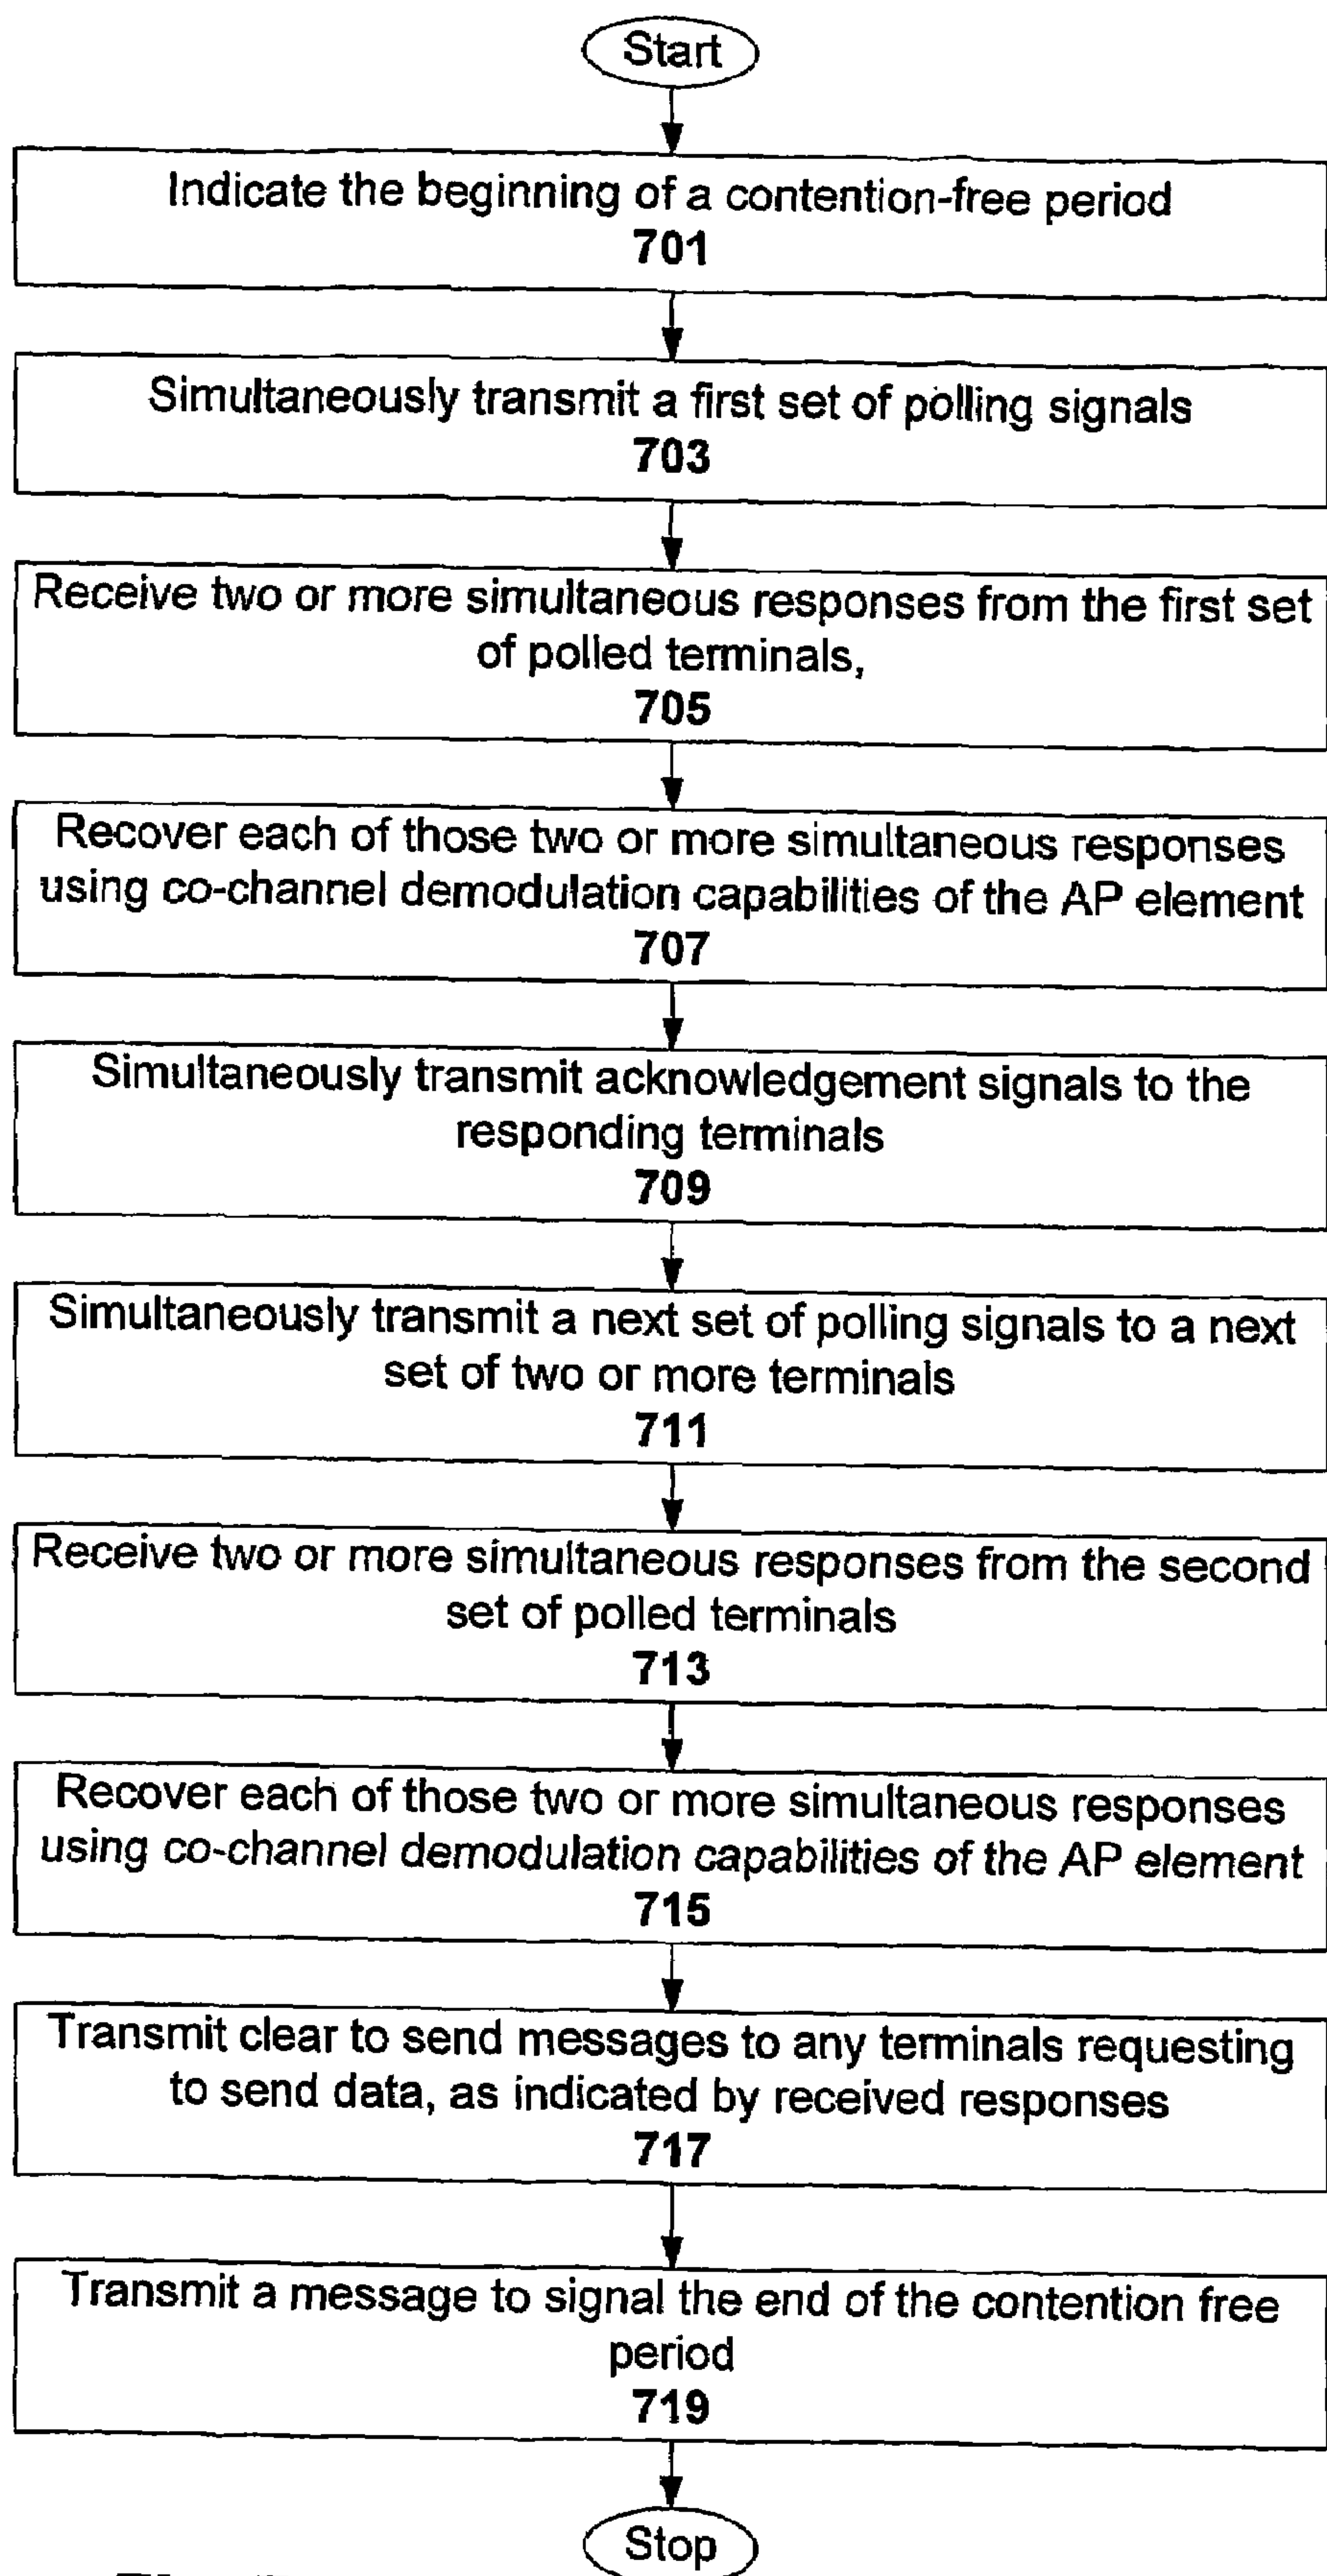 Start
Indicate the beginning of a contention-free period
701
Simultaneously transmit a first set of polling signals
703
Receive two or more simultaneous responses from the first set
of polled terminals,
705
Recover each of those two or more simultaneous responses
using co-channel demodulation capabilities of the AP element
707
Simultaneously transmit acknowledgement signals to the
responding terminals
709
Simultaneously transmit a next set of polling signals to a next
set of two or more terminals
711
Receive two or more simultaneous responses from the second
set of polled terminals
713
Recover each of those two or more simultaneous responses
using co-channel demodulation capabilities of the AP element
715
Transmit clear to send messages to any terminals requesting
to send data, as indicated by received responses
717
Transmit a message to signal the end of the contention free
period
719
Stop